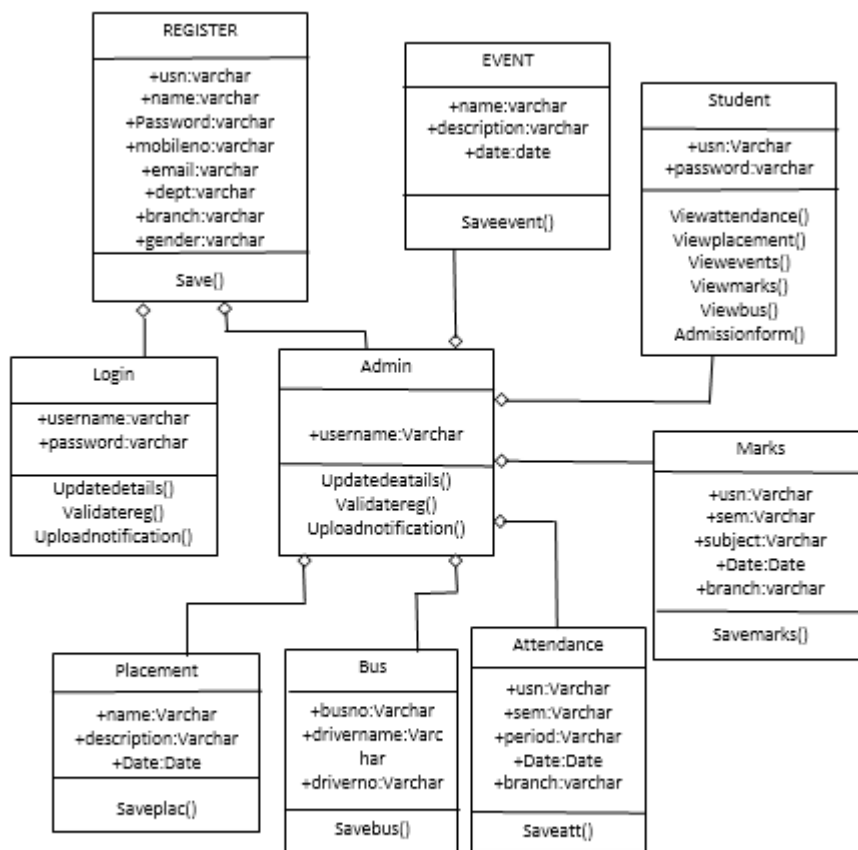 REGISTER
+usn:varchar
+name:varchar
+Password:varchar
+mobileno:varchar
+email:varchar
+dept:varchar
+branch:varchar
+gender:varchar
Save()
EVENT
+name:varchar
+description:varchar
+date:date
Saveevent()
Student
+usn:Varchar
+password:varchar
Viewattendance()
Viewplacement()
Viewevents()
Viewmarks()
Viewbus()
Admissionform()
Login
+username:varchar
+password:varchar
Updatedetails()
Validatereg()
Uploadnotification()
Admin
+username:Varchar
Updatedeatails()
Validatereg()
Uploadnotification()
Marks
+usn:Varchar
+sem:Varchar
+subject:Varchar
+Date:Date
+branch:varchar
Savemarks()
Placement
+name:Varchar
+description:Varchar
+Date:Date
Saveplac()
Bus
+busno:Varchar
+drivername:Varc
har
+driverno:Varchar
Savebus()
Attendance
+usn:Varchar
+sem:Varchar
+period:Varchar
+Date:Date
+branch:varchar
Saveatt()